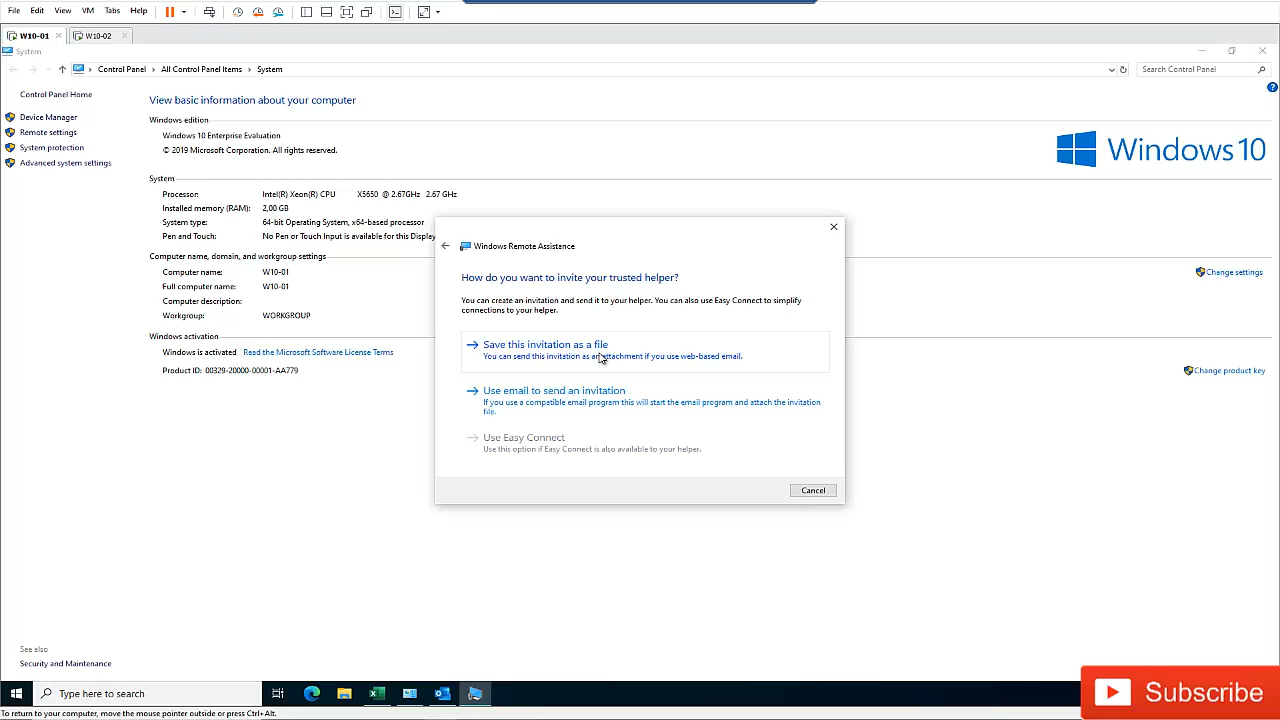 File Edit View VM Tabs Help
W10-01 W10-02
System
Control Panel > All Control Panel Items > System
Search Control Panel
Control Panel Home
Device Manager
Remote settings
System protection
Advanced system settings
View basic information about your computer
Windows edition
Windows 10 Enterprise Evaluation
© 2019 Microsoft Corporation. All rights reserved.
Windows 10
System
Processor: Intel(R) Xeon(R) CPU X5650 @ 2.67GHz 2.67 GHz
Installed memory (RAM): 2,00 GB
System type: 64-bit Operating System, x64-based processor
Pen and Touch: No Pen or Touch Input is available for this Display
Computer name, domain, and workgroup settings
Computer name: W10-01
Full computer name: W10-01
Computer description:
Workgroup: WORKGROUP
Change settings
Windows activation
Windows is activated Read the Microsoft Software License Terms
Product ID: 00329-20000-00001-AA779
Change product key
Windows Remote Assistance
How do you want to invite your trusted helper?
You can create an invitation and send it to your helper. You can also use Easy Connect to simplify
connections to your helper.
Save this invitation as a file
You can send this invitation as an attachment if you use web-based email.
Use email to send an invitation
If you use a compatible email program this will start the email program and attach the invitation
file.
Use Easy Connect
Use this option if Easy Connect is also available to your helper.
Cancel
See also
Security and Maintenance
Type here to search
Subscribe
To return to your computer, move the mouse pointer outside or press Ctrl+Alt.